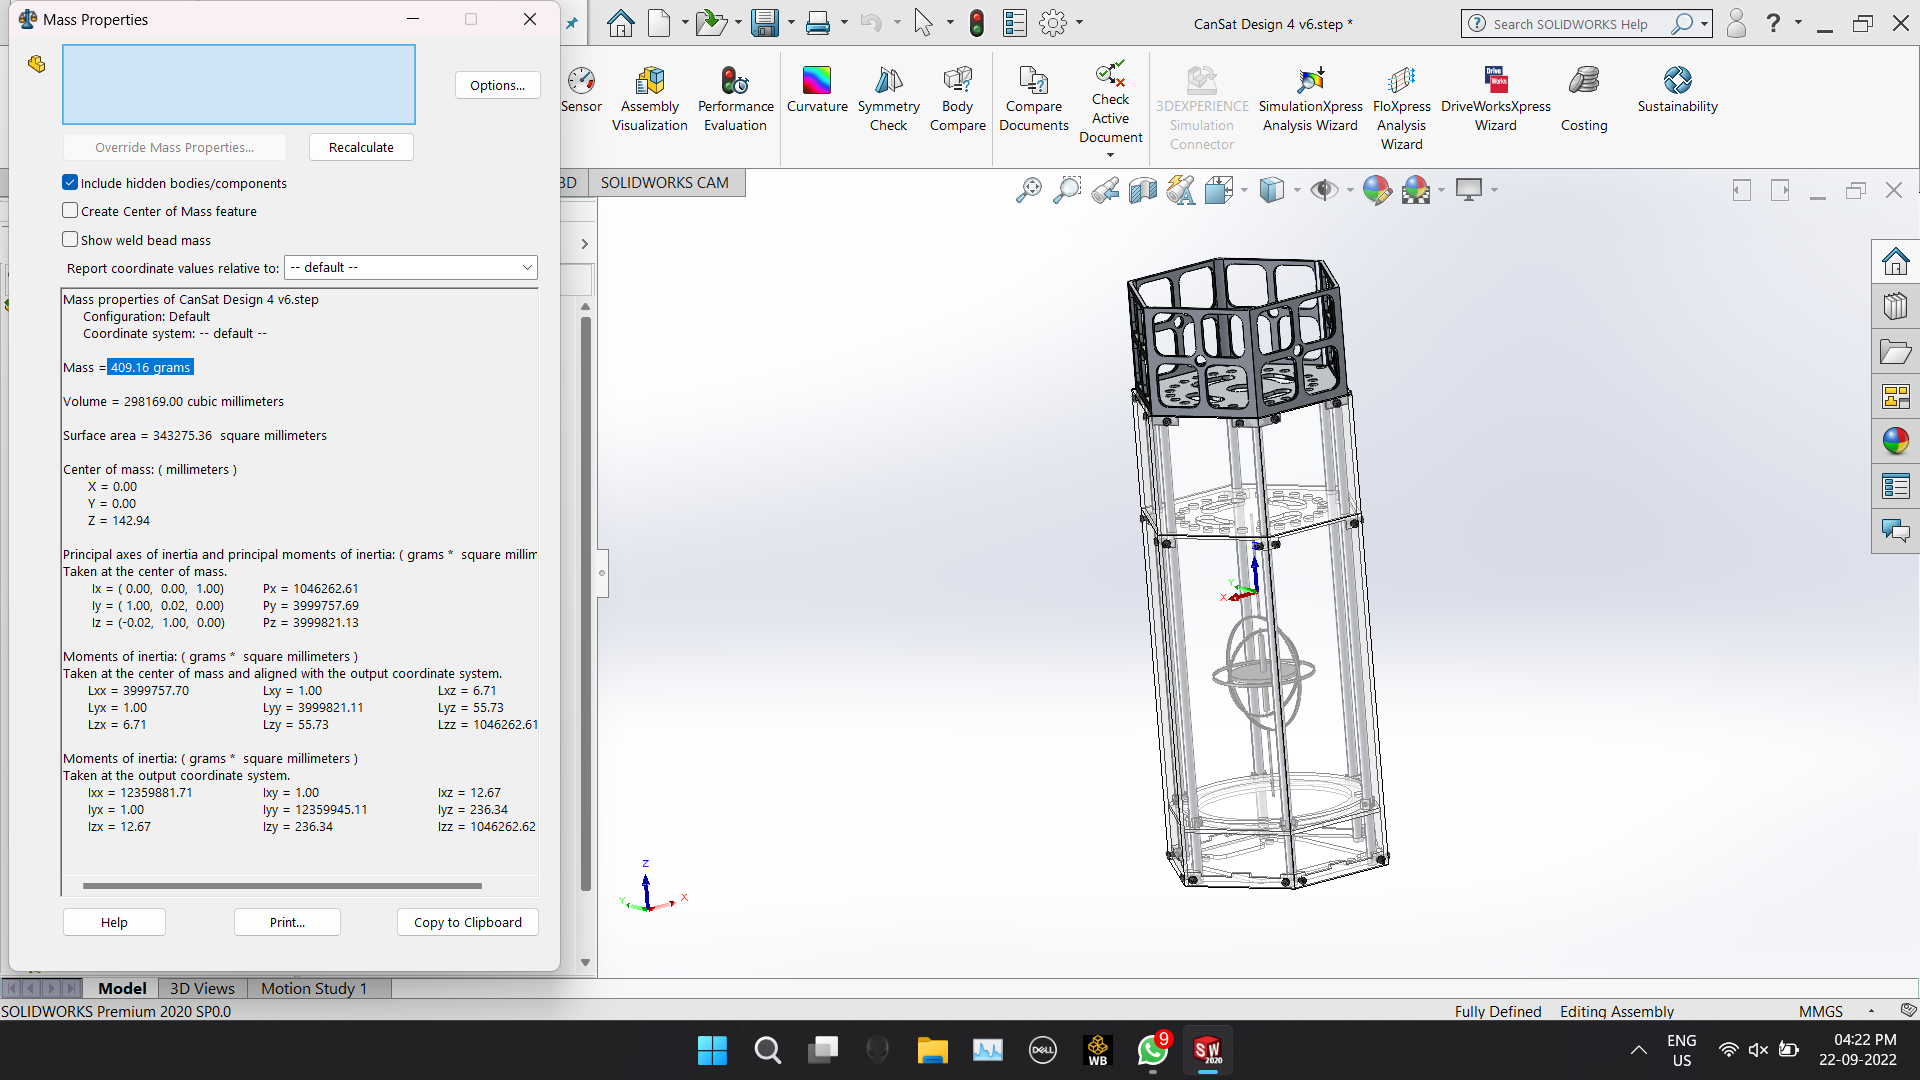 Mass Properties
Options...
Override Mass Properties...
Recalculate
Include hidden bodies/components
Create Center of Mass feature
Show weld bead mass
Report coordinate values relative to:
-- default --
Mass properties of CanSat Design 4 v6.step
Configuration: Default
Coordinate system: -- default --
Mass = 409.16 grams
Volume = 298169.00 cubic millimeters
Surface area = 343275.36 square millimeters
Center of mass: ( millimeters )
X = 0.00
Y = 0.00
Z = 142.94
Principal axes of inertia and principal moments of inertia: ( grams * square millim
Taken at the center of mass.
Ix = ( 0.00, 0.00, 1.00) Px = 1046262.61
Iy = ( 1.00, 0.02, 0.00) Py = 3999757.69
Iz = (-0.02, 1.00, 0.00) Pz = 3999821.13
Moments of inertia: ( grams * square millimeters )
Taken at the center of mass and aligned with the output coordinate system.
Lxx = 3999757.70 Lxy = 1.00 Lxz = 6.71
Lyx = 1.00 Lyy = 3999821.11 Lyz = 55.73
Lzx = 6.71 Lzy = 55.73 Lzz = 1046262.61
Moments of inertia: ( grams * square millimeters )
Taken at the output coordinate system.
Ixx = 12359881.71 Ixy = 1.00 Ixz = 12.67
Iyx = 1.00 Iyy = 12359945.11 Iyz = 236.34
Izx = 12.67 Izy = 236.34 Izz = 1046262.62
Help
Print...
Copy to Clipboard
CanSat Design 4 v6.step *
Search SOLIDWORKS Help
?
Sensor
Assembly
Visualization
Performance
Evaluation
Curvature
Symmetry
Check
Body
Compare
Compare
Documents
Check
Active
Document
3DEXPERIENCE
Simulation
Connector
SimulationXpress
Analysis Wizard
FloXpress
Analysis
Wizard
Drive
Works
DriveWorksXpress
Wizard
Costing
Sustainability
3D
SOLIDWORKS CAM
Y
X
Z
Y
X
Model
3D Views
Motion Study 1
SOLIDWORKS Premium 2020 SP0.0
Fully Defined
Editing Assembly
MMGS
DELL
WB
9
SW
2020
ENG
US
04:22 PM
22-09-2022